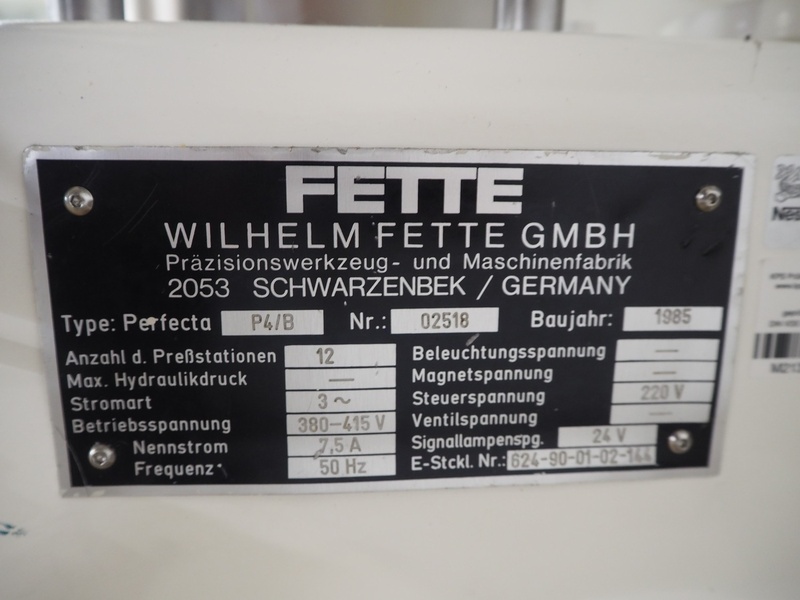 FETTE
WILHELM FETTE GMBH
Präzisionswerkzeug- und Maschinenfabrik
2053 SCHWARZENBEK / GERMANY
Type: Perfecta P4/B Nr.: 02518 Baujahr: 1985
Anzahl d. Preßstationen 12
Max. Hydraulikdruck —
Stromart 3 ~
Betriebsspannung 380-415 V
Nennstrom 7,5 A
Frequenz 50 Hz
Beleuchtungsspannung —
Magnetspannung —
Steuerspannung 220 V
Ventilspannung —
Signallampenspg. 24 V
E-Stckl. Nr.: 624-90-01-02-144